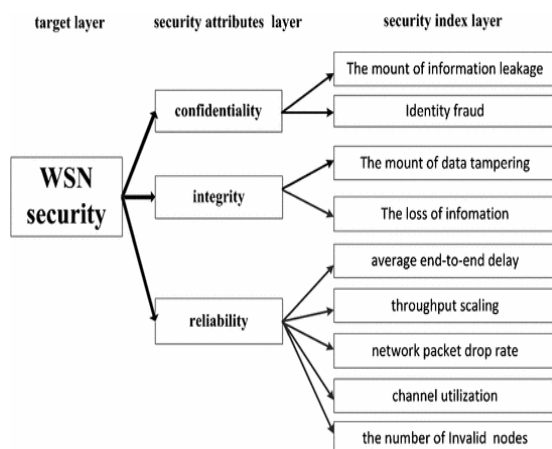 target layer security attributes layer security index layer
The mount of information leakage
confidentiality
Identity fraud
WSN
security
The mount of data tampering
integrity
The loss of infomation
average end-to-end delay
throughput scaling
reliability
network packet drop rate
channel utilization
the number of Invalid nodes